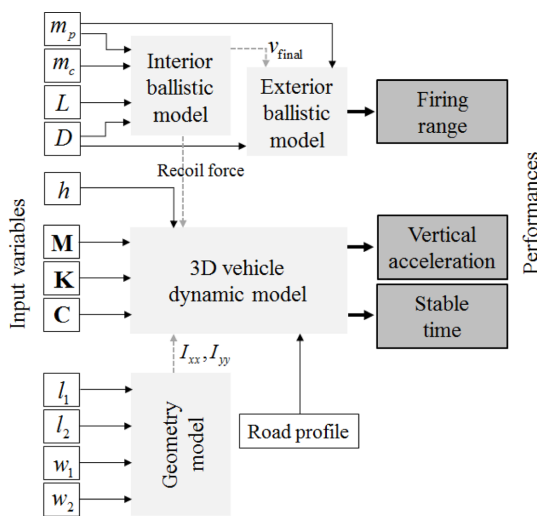 Input variables
m_p
m_c
L
D
h
M
K
C
l_1
l_2
w_1
w_2
Interior
ballistic
model
v_final
Exterior
ballistic
model
Recoil force
3D vehicle
dynamic model
I_xx, I_yy
Geometry
model
Road profile
Firing
range
Vertical
acceleration
Stable
time
Performances